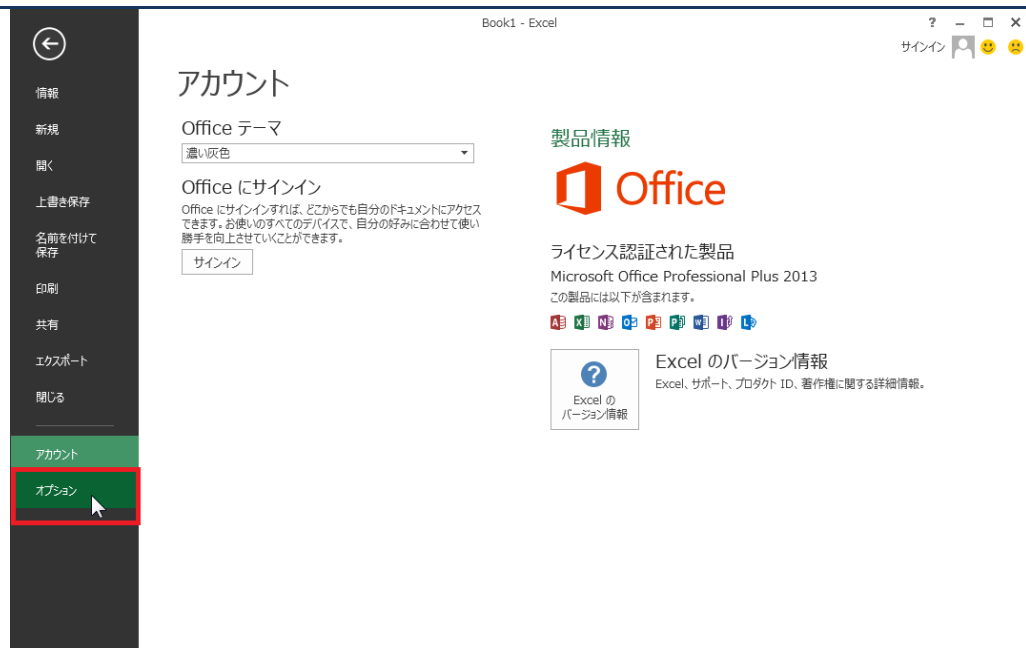 Book1 - Excel
?
サインイン
情報
新規
開く
上書き保存
名前を付けて
保存
印刷
共有
エクスポート
閉じる
アカウント
オプション
アカウント
Office テーマ
濃い灰色
Office にサインイン
Office にサインインすれば、どこからでも自分のドキュメントにアクセス
できます。お使いのすべてのデバイスで、自分の好みに合わせて使い
勝手を向上させていくことができます。
サインイン
製品情報
Office
ライセンス認証された製品
Microsoft Office Professional Plus 2013
この製品には以下が含まれます。
?
Excel の
バージョン情報
Excel のバージョン情報
Excel、サポート、プロダクト ID、著作権に関する詳細情報。